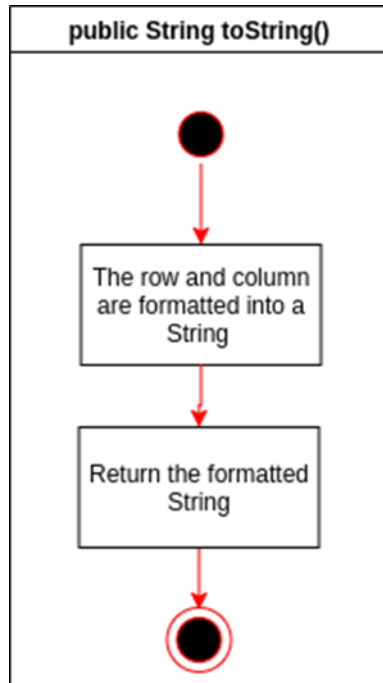 public String toString()
The row and column
are formatted into a
String
Return the formatted
String